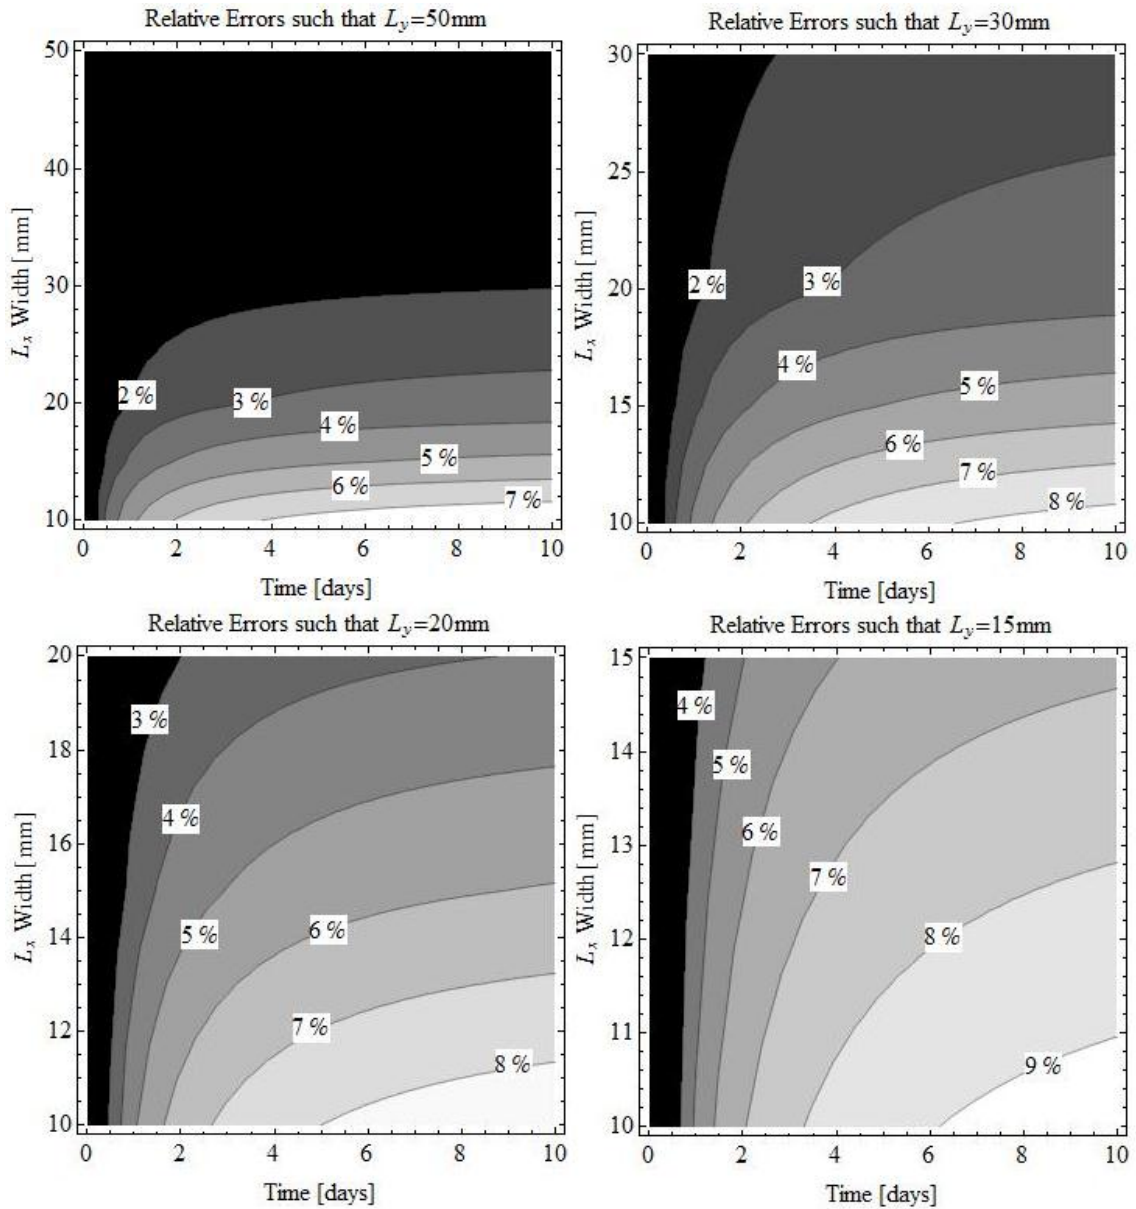 Relative Errors such that L_y=50mm
50
40
30
20
10
L_x Width [mm]
2 %
3 %
4 %
5 %
6 %
7 %
0 2 4 6 8 10
Time [days]
Relative Errors such that L_y=30mm
30
25
20
15
10
L_x Width [mm]
2 %
3 %
4 %
5 %
6 %
7 %
8 %
0 2 4 6 8 10
Time [days]
Relative Errors such that L_y=20mm
20
18
16
14
12
10
L_x Width [mm]
3 %
4 %
5 %
6 %
7 %
8 %
0 2 4 6 8 10
Time [days]
Relative Errors such that L_y=15mm
15
14
13
12
11
10
L_x Width [mm]
4 %
5 %
6 %
7 %
8 %
9 %
0 2 4 6 8 10
Time [days]